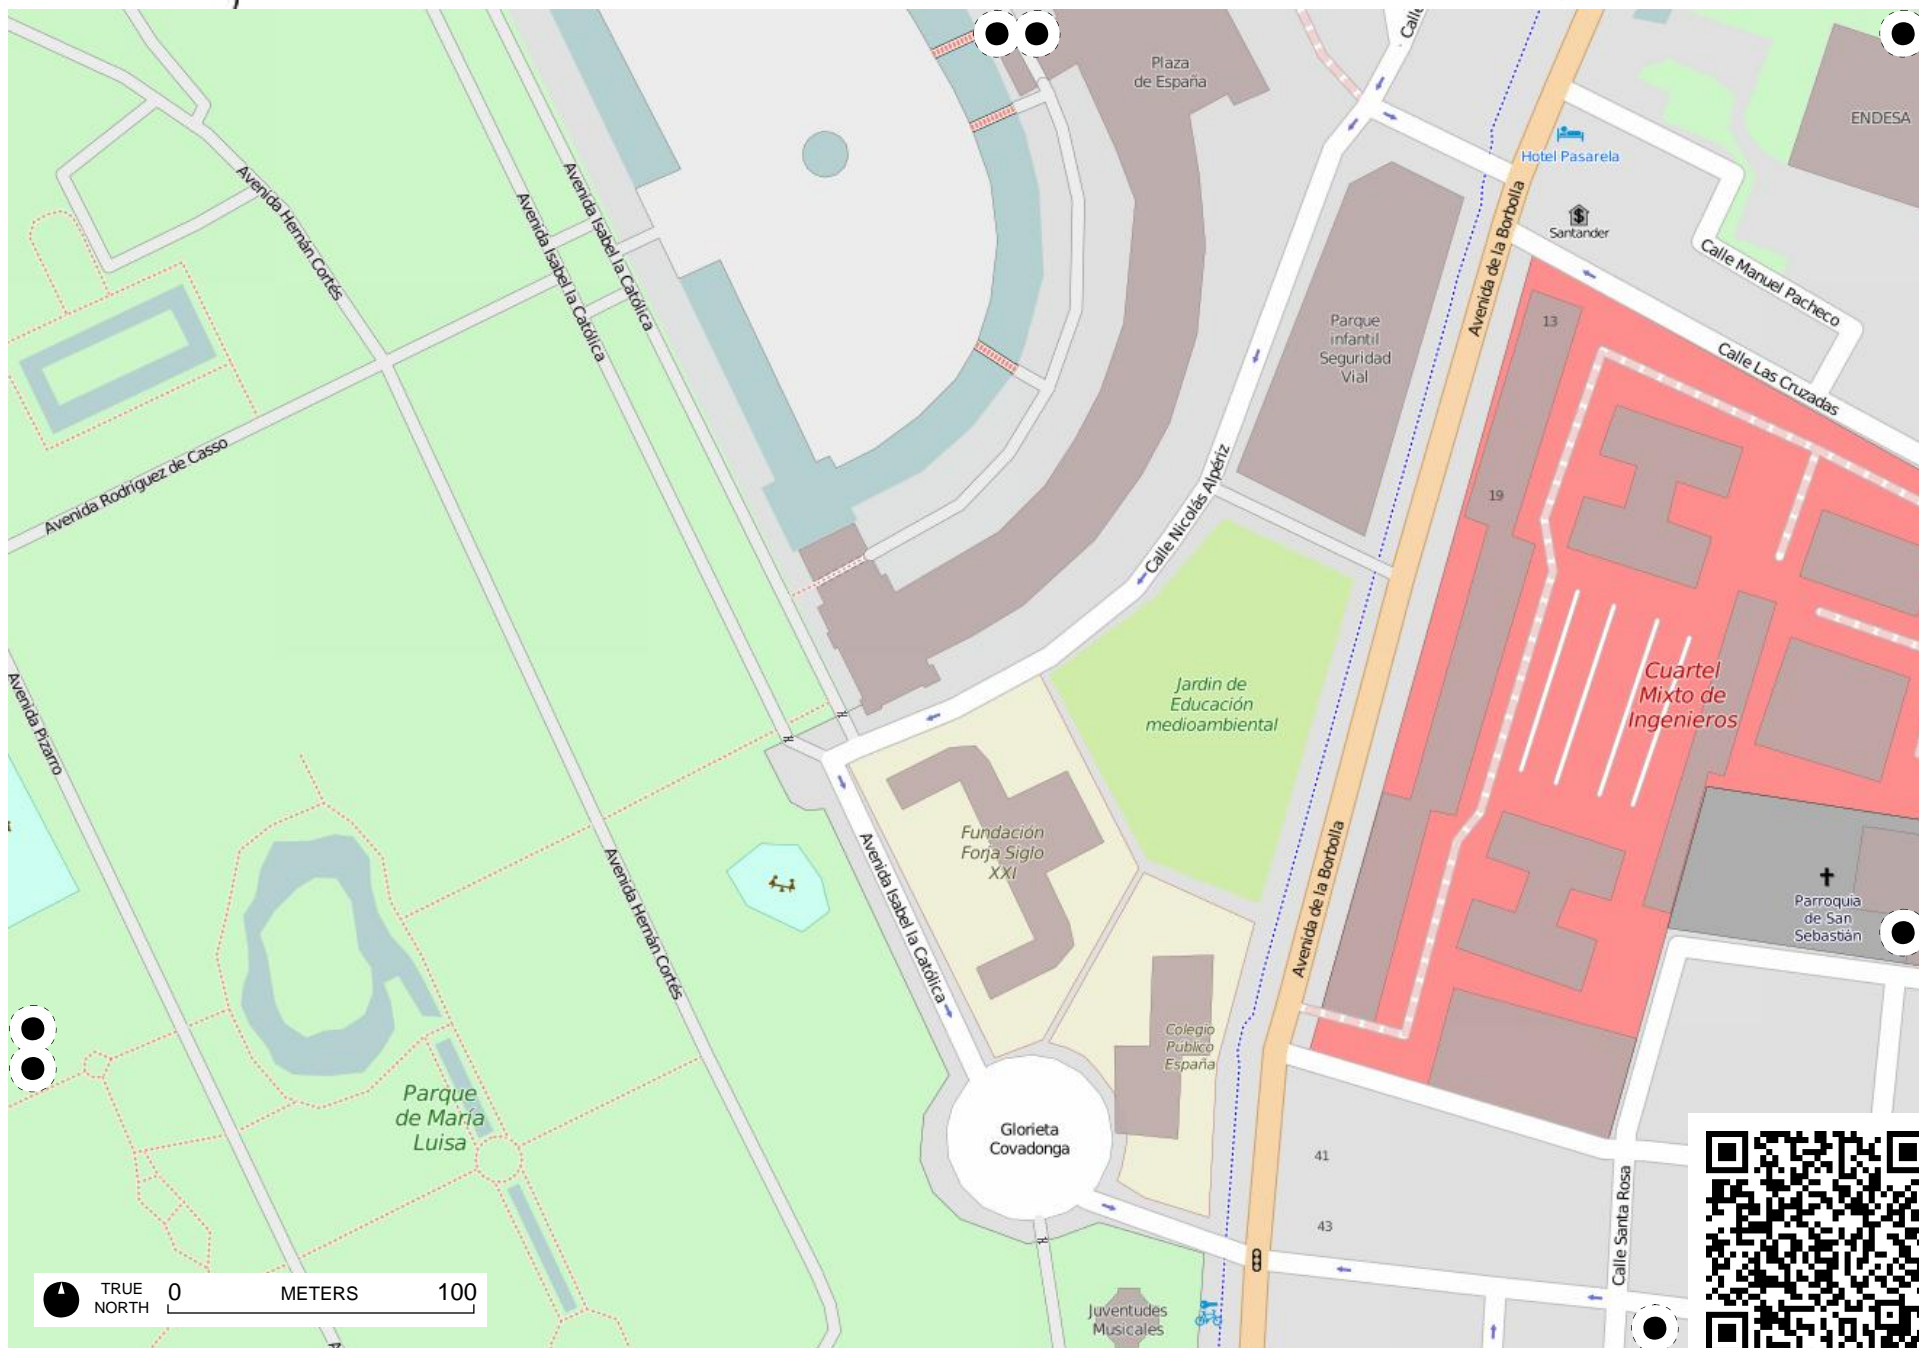 Calle
Plaza
de España
ENDESA
Hotel Pasarela
Santander
Avenida Hernán Cortés
Avenida Isabel la Católica
Avenida Isabel la Católica
Avenida de la Borbolla
Calle Manuel Pacheco
13
Parque
infantil
Seguridad
Vial
Calle Las Cruzadas
Avenida Rodríguez de Casso
Calle Nicolás Alpériz
19
Avenida Pizarro
Jardin de
Educación
medioambiental
Cuartel
Mixto de
Ingenieros
Fundación
Forja Siglo
XXI
Avenida Isabel la Católica
Avenida Hernán Cortés
Avenida de la Borbolla
Parroquia
de San
Sebastián
Colegio
Público
España
Parque
de María
Luisa
Glorieta
Covadonga
41
43
Calle Santa Rosa
TRUE
NORTH
0 METERS 100
Juventudes
Musicales